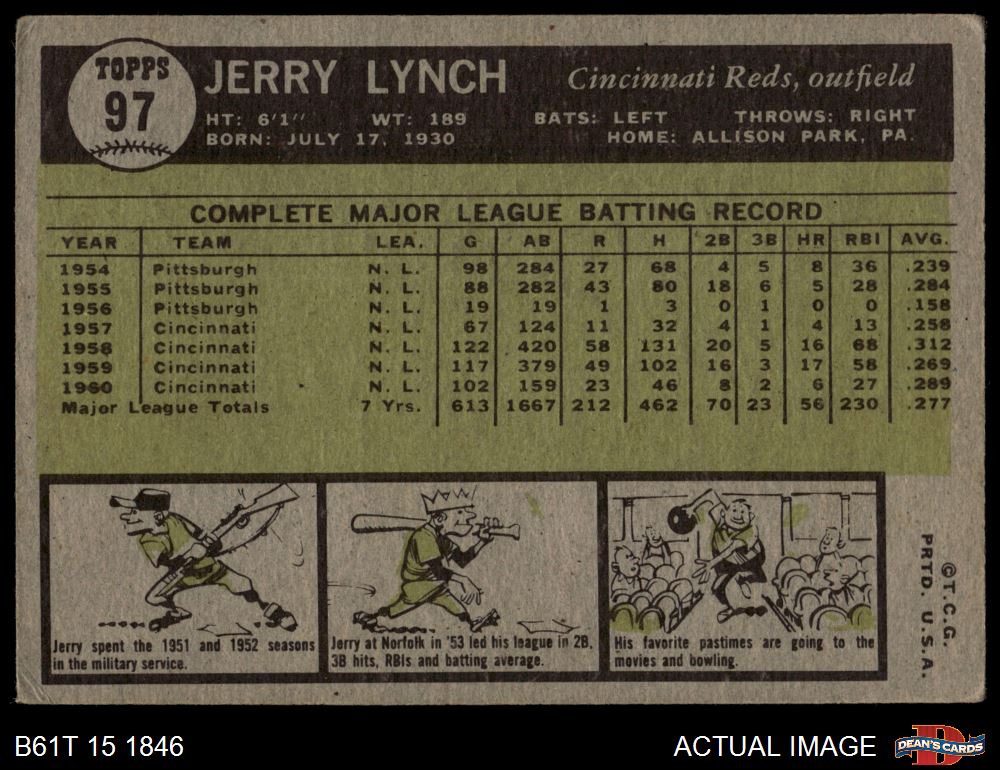 TOPPS
97
JERRY LYNCH
Cincinnati Reds, outfield
HT: 6'1'' WT: 189 BATS: LEFT THROWS: RIGHT
BORN: JULY 17, 1930 HOME: ALLISON PARK, PA.
COMPLETE MAJOR LEAGUE BATTING RECORD
YEAR TEAM LEA. G AB R H 2B 3B HR RBI AVG.
1954 Pittsburgh N. L. 98 284 27 68 4 5 8 36 .239
1955 Pittsburgh N. L. 88 282 43 80 18 6 5 28 .284
1956 Pittsburgh N. L. 19 19 1 3 0 1 0 0 .158
1957 Cincinnati N. L. 67 124 11 32 4 1 4 13 .258
1958 Cincinnati N. L. 122 420 58 131 20 5 16 68 .312
1959 Cincinnati N. L. 117 379 49 102 16 3 17 58 .269
1960 Cincinnati N. L. 102 159 23 46 8 2 6 27 .289
Major League Totals 7 Yrs. 613 1667 212 462 70 23 56 230 .277
Jerry spent the 1951 and 1952 seasons
in the military service.
Jerry at Norfolk in '53 led his league in 2B,
3B hits, RBIs and batting average.
His favorite pastimes are going to the
movies and bowling.
©T.C.G.
PRTD. U.S.A.
B61T 15 1846
ACTUAL IMAGE
D
DEAN'S CARDS